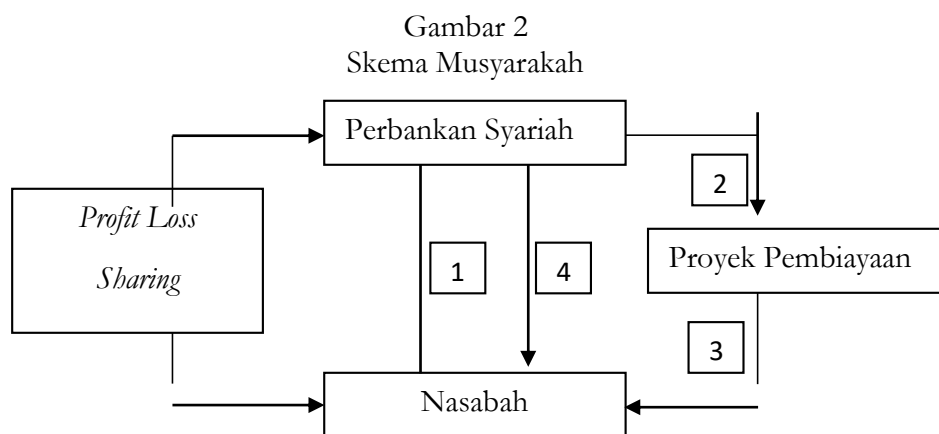 Gambar 2
Skema Musyarakah
Perbankan Syariah
2
Profit Loss
Sharing
1
4
Proyek Pembiayaan
3
Nasabah